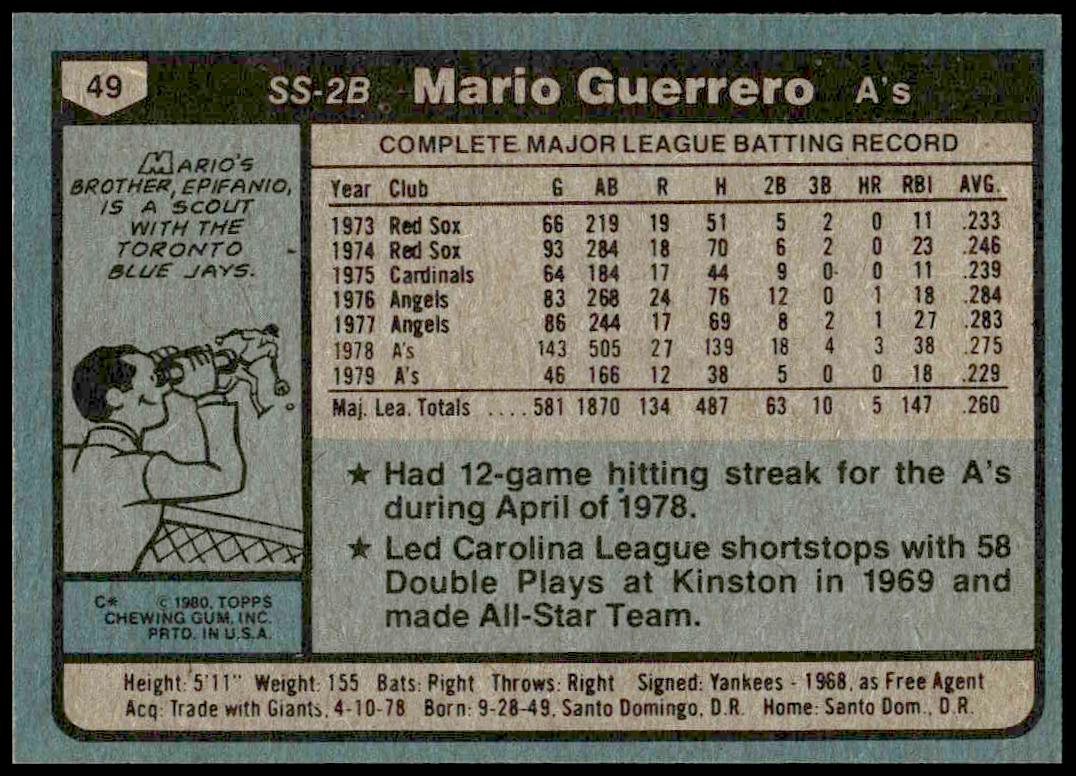 49 SS-2B Mario Guerrero A's
MARIO'S
BROTHER, EPIFANIO,
IS A SCOUT
WITH THE
TORONTO
BLUE JAYS.
C* © 1980, TOPPS
CHEWING GUM, INC.
PRTD. IN U.S.A.
COMPLETE MAJOR LEAGUE BATTING RECORD
Year Club G AB R H 2B 3B HR RBI AVG.
1973 Red Sox 66 219 19 51 5 2 0 11 .233
1974 Red Sox 93 284 18 70 6 2 0 23 .246
1975 Cardinals 64 184 17 44 9 0 0 11 .239
1976 Angels 83 268 24 76 12 0 1 18 .284
1977 Angels 86 244 17 69 8 2 1 27 .283
1978 A's 143 505 27 139 18 4 3 38 .275
1979 A's 46 166 12 38 5 0 0 18 .229
Maj. Lea. Totals .... 581 1870 134 487 63 10 5 147 .260
★ Had 12-game hitting streak for the A's
during April of 1978.
★ Led Carolina League shortstops with 58
Double Plays at Kinston in 1969 and
made All-Star Team.
Height: 5'11" Weight: 155 Bats: Right Throws: Right Signed: Yankees - 1968, as Free Agent
Acq: Trade with Giants, 4-10-78 Born: 9-28-49, Santo Domingo, D.R. Home: Santo Dom., D.R.